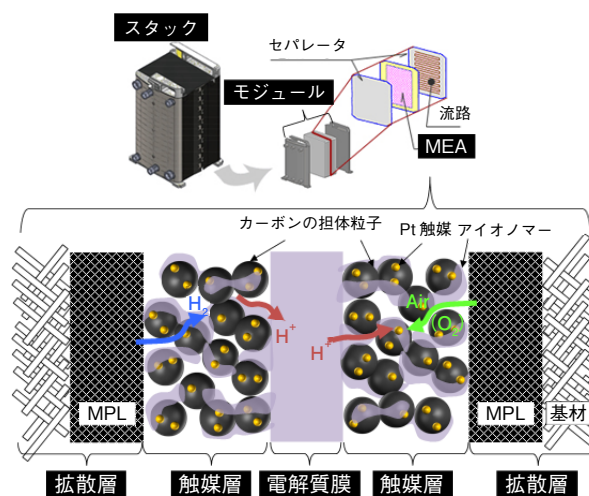 スタック
セパレータ
モジュール
流路
MEA
カーボンの担体粒子
Pt 触媒
アイオノマー
H2
H+
H+
Air
O2
MPL
MPL
基材
拡散層
触媒層
電解質膜
触媒層
拡散層